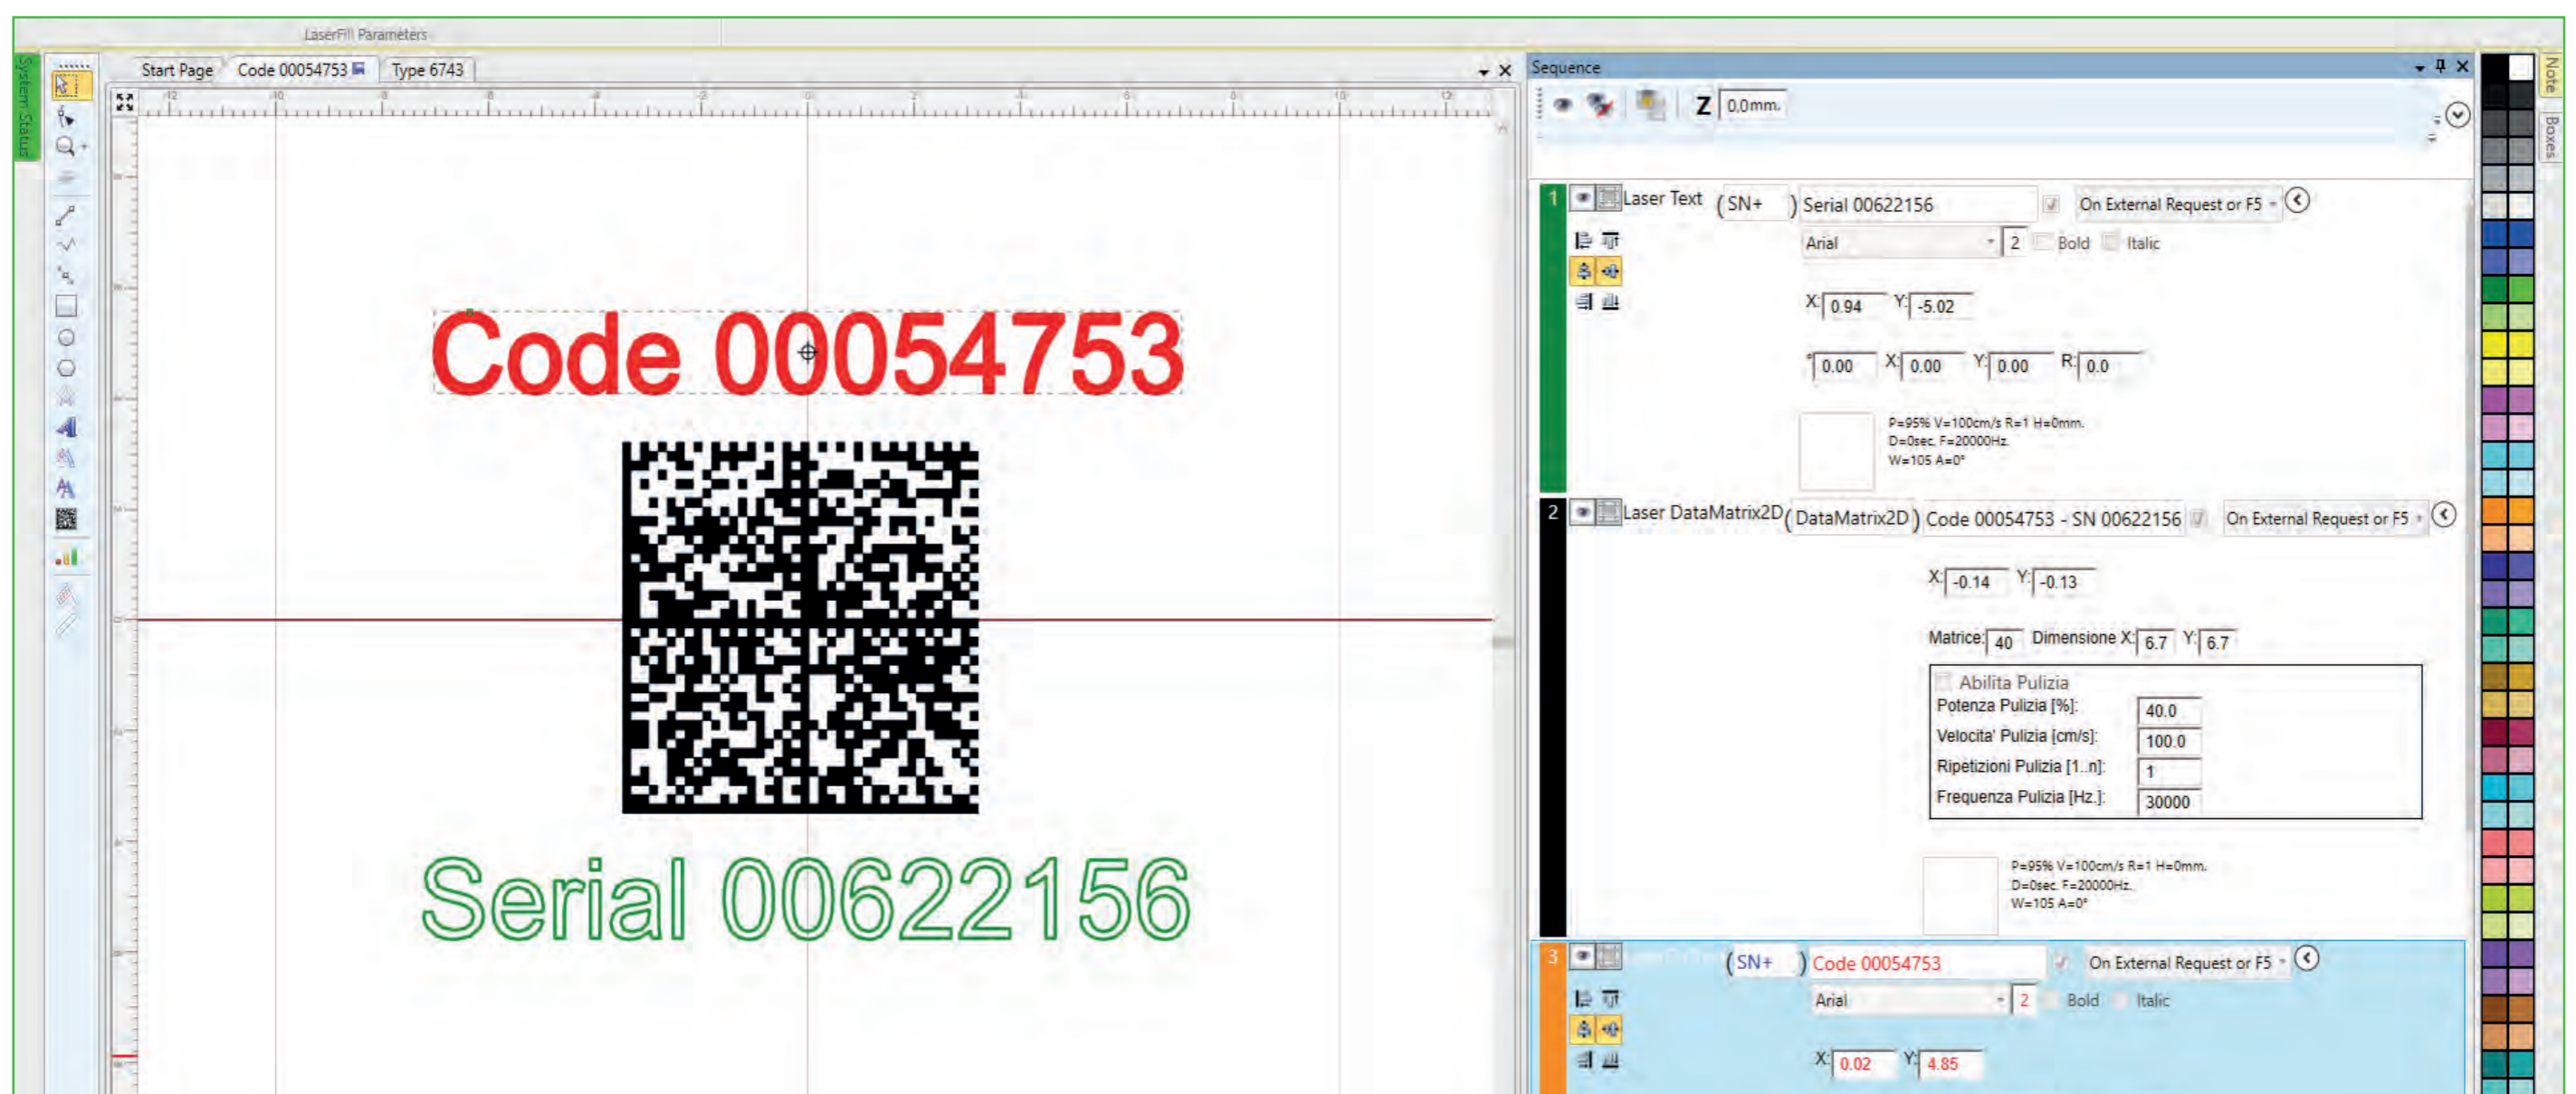 LaserFill Parameters
System Status
Start Page Code 00054753 Type 6743
Sequence
Note
Boxes
Z 0.0mm.
Code 00054753
Serial 00622156
1 Laser Text (SN+ ) Serial 00622156 On External Request or F5
Arial 2 Bold Italic
X: 0.94 Y: -5.02
° 0.00 X: 0.00 Y: 0.00 R: 0.0
P=95% V=100cm/s R=1 H=0mm.
D=0sec. F=20000Hz.
W=105 A=0°
2 Laser DataMatrix2D (DataMatrix2D) Code 00054753 - SN 00622156 On External Request or F5
X: -0.14 Y: -0.13
Matrice: 40 Dimensione X: 6.7 Y: 6.7
Abilita Pulizia
Potenza Pulizia [%]: 40.0
Velocita' Pulizia [cm/s]: 100.0
Ripetizioni Pulizia [1..n]: 1
Frequenza Pulizia [Hz.]: 30000
P=95% V=100cm/s R=1 H=0mm.
D=0sec. F=20000Hz.
W=105 A=0°
3 (SN+ ) Code 00054753 On External Request or F5
Arial 2 Bold Italic
X: 0.02 Y: 4.85